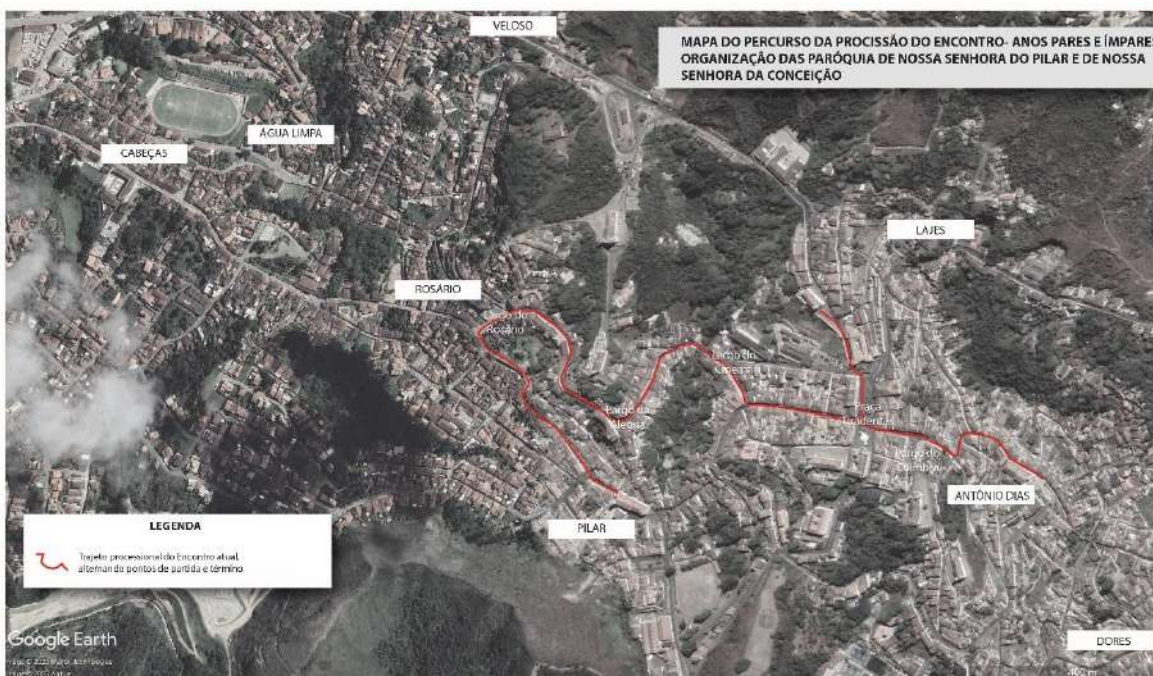 VELOSO
MAPA DO PERCURSO DA PROCISSÃO DO ENCONTRO- ANOS PARES E ÍMPARES
ORGANIZAÇÃO DAS PARÓQUIA DE NOSSA SENHORA DO PILAR E DE NOSSA
SENHORA DA CONCEIÇÃO
ÁGUA LIMPA
CABEÇAS
LAJES
ROSÁRIO
Largo do
Rosário
Largo do
Cinema
Largo da
Alegria
Praça
Tiradentes
Largo do
Coimbra
ANTÔNIO DIAS
PILAR
LEGENDA
Trajeto processional do Encontro atual,
alternando pontos de partida e término
Google Earth
DORES
400 m